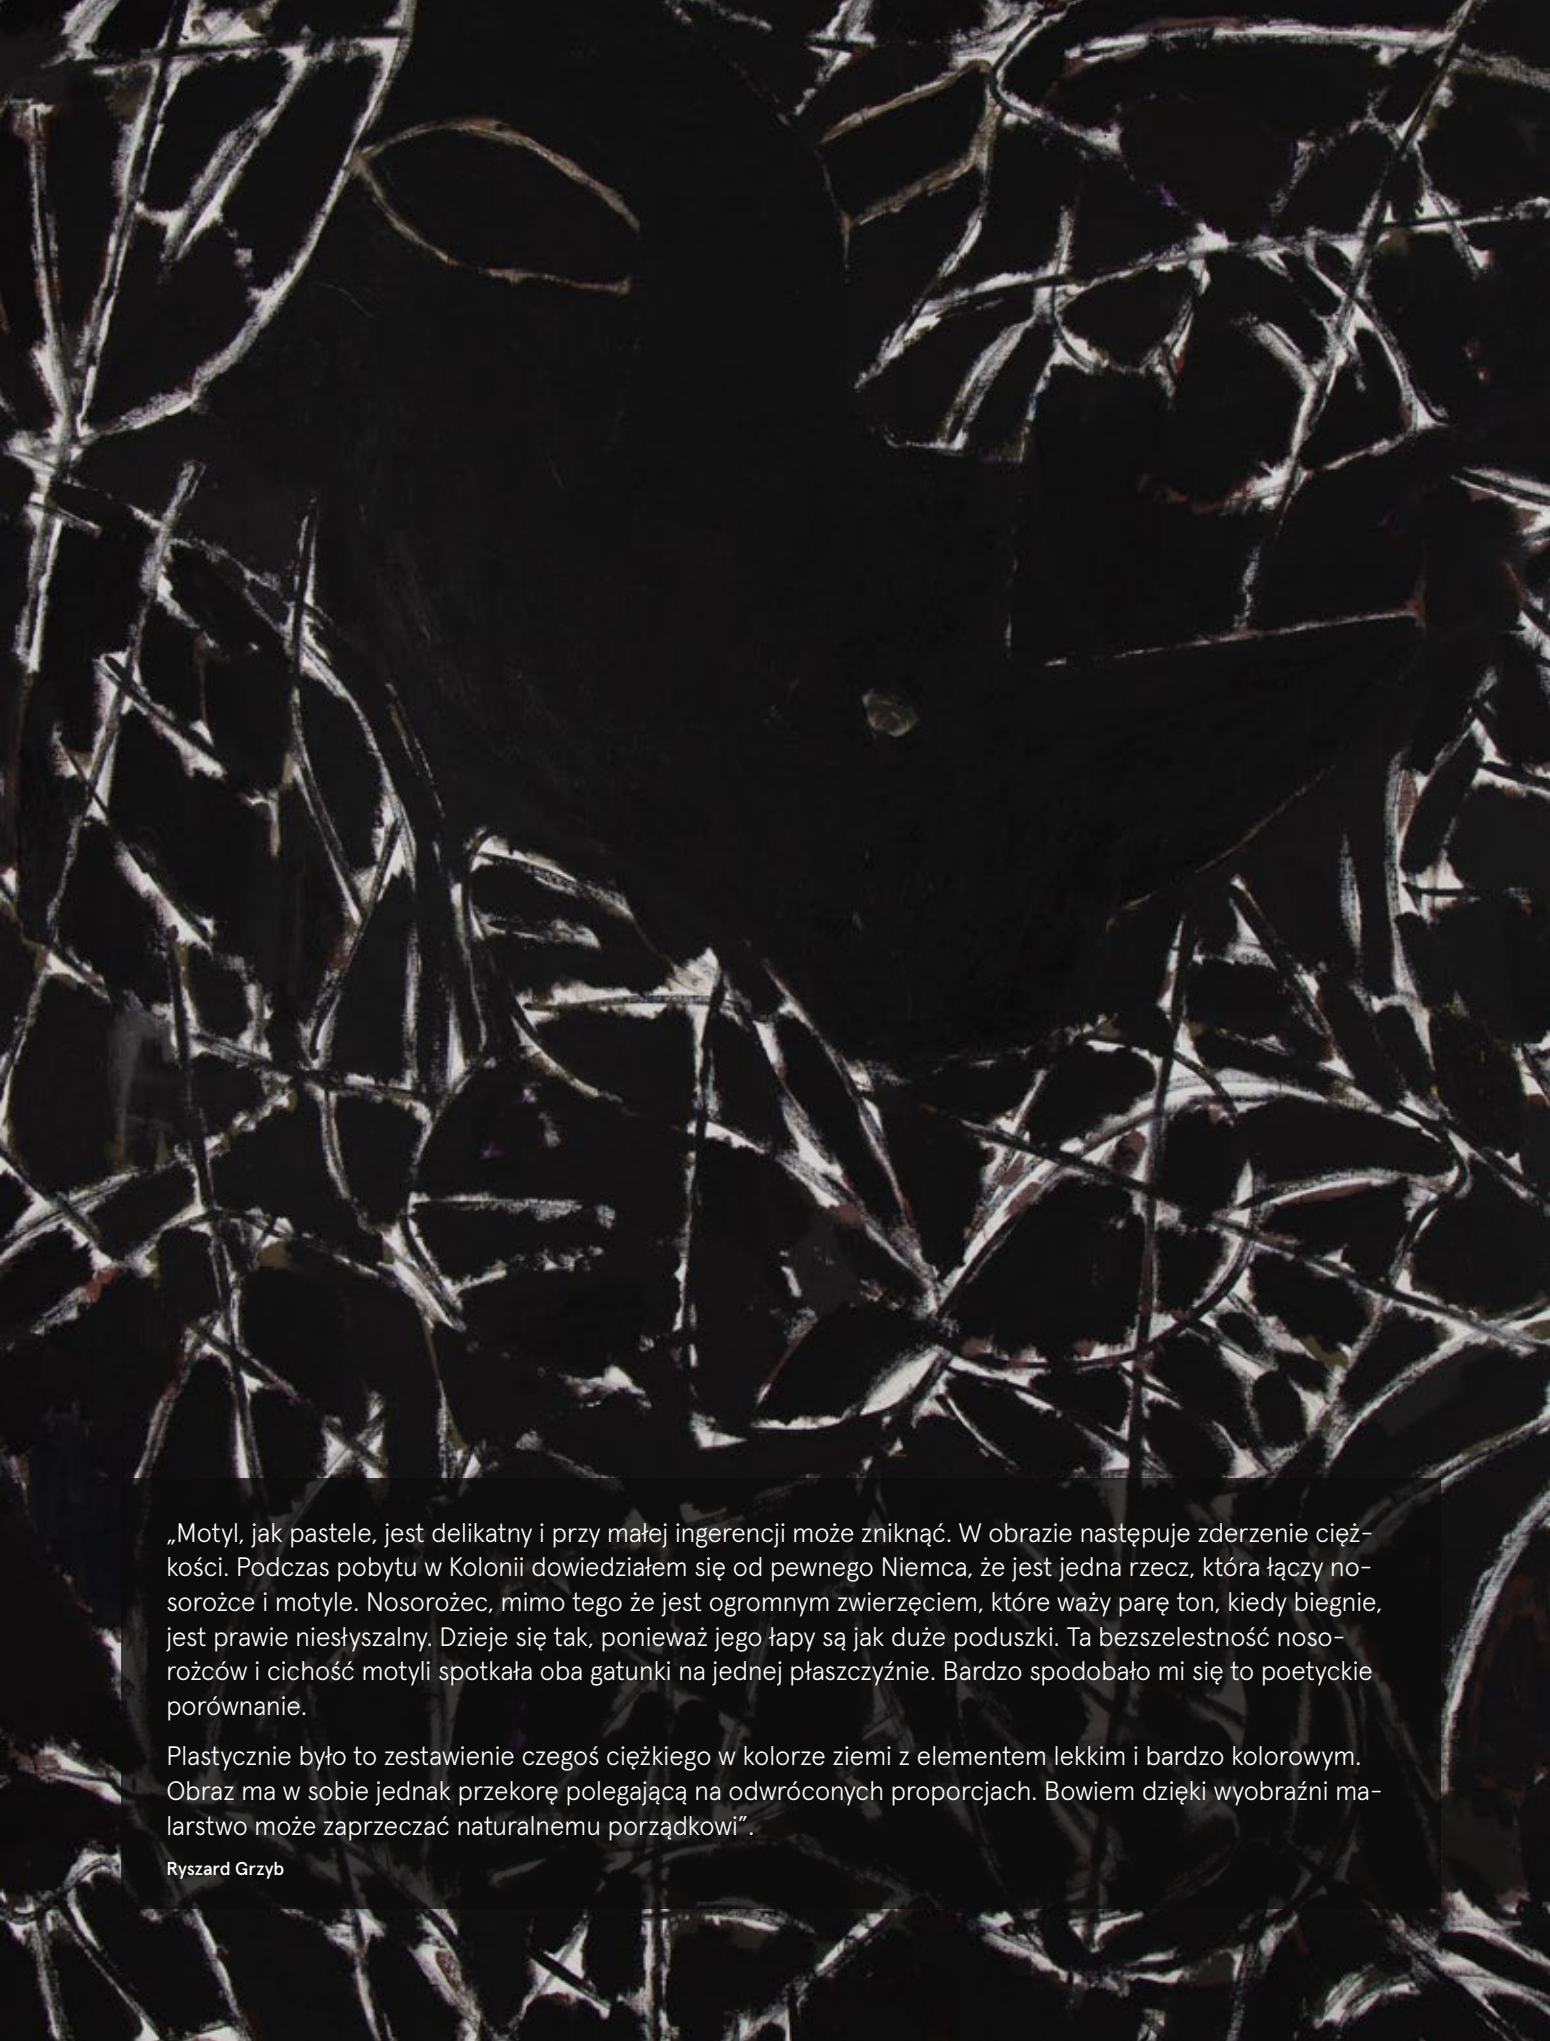 „Motyl, jak pastele, jest delikatny i przy małej ingerencji może zniknąć. W obrazie następuje zderzenie cięż-
kości. Podczas pobytu w Kolonii dowiedziałem się od pewnego Niemca, że jest jedna rzecz, która łączy no-
sorożce i motyle. Nosorożec, mimo tego że jest ogromnym zwierzęciem, które waży parę ton, kiedy biegnie,
jest prawie niesłyszalny. Dzieje się tak, ponieważ jego łapy są jak duże poduszki. Ta bezszelestność noso-
rożców i cichość motyli spotkała oba gatunki na jednej płaszczyźnie. Bardzo spodobało mi się to poetyckie
porównanie.
Plastycznie było to zestawienie czegoś ciężkiego w kolorze ziemi z elementem lekkim i bardzo kolorowym.
Obraz ma w sobie jednak przekorę polegającą na odwróconych proporcjach. Bowiem dzięki wyobraźni ma-
larstwo może zaprzeczać naturalnemu porządkowi”.
Ryszard Grzyb